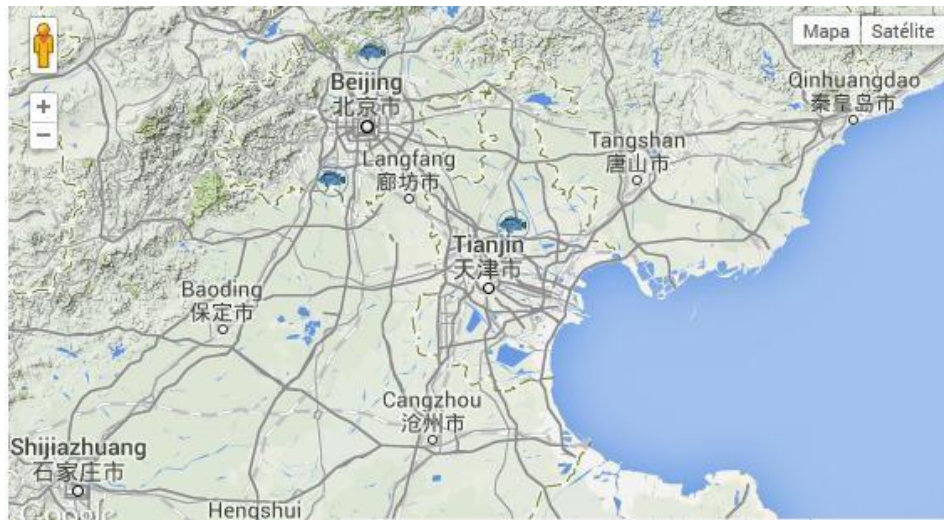 Mapa
Satélite
+
−
Beijing
北京市
Qinhuangdao
秦皇岛市
Langfang
廊坊市
Tangshan
唐山市
Tianjin
天津市
Baoding
保定市
Cangzhou
沧州市
Shijiazhuang
石家庄市
Hengshui
Google